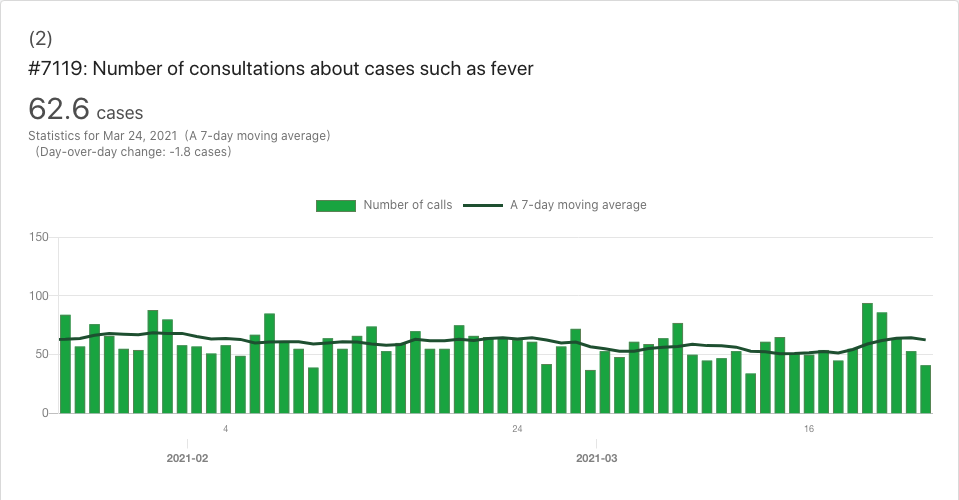 (2)
#7119: Number of consultations about cases such as fever
62.6 cases
Statistics for Mar 24, 2021 (A 7-day moving average)
(Day-over-day change: -1.8 cases)
Number of calls A 7-day moving average
150
100
50
0
4 24 16
2021-02 2021-03